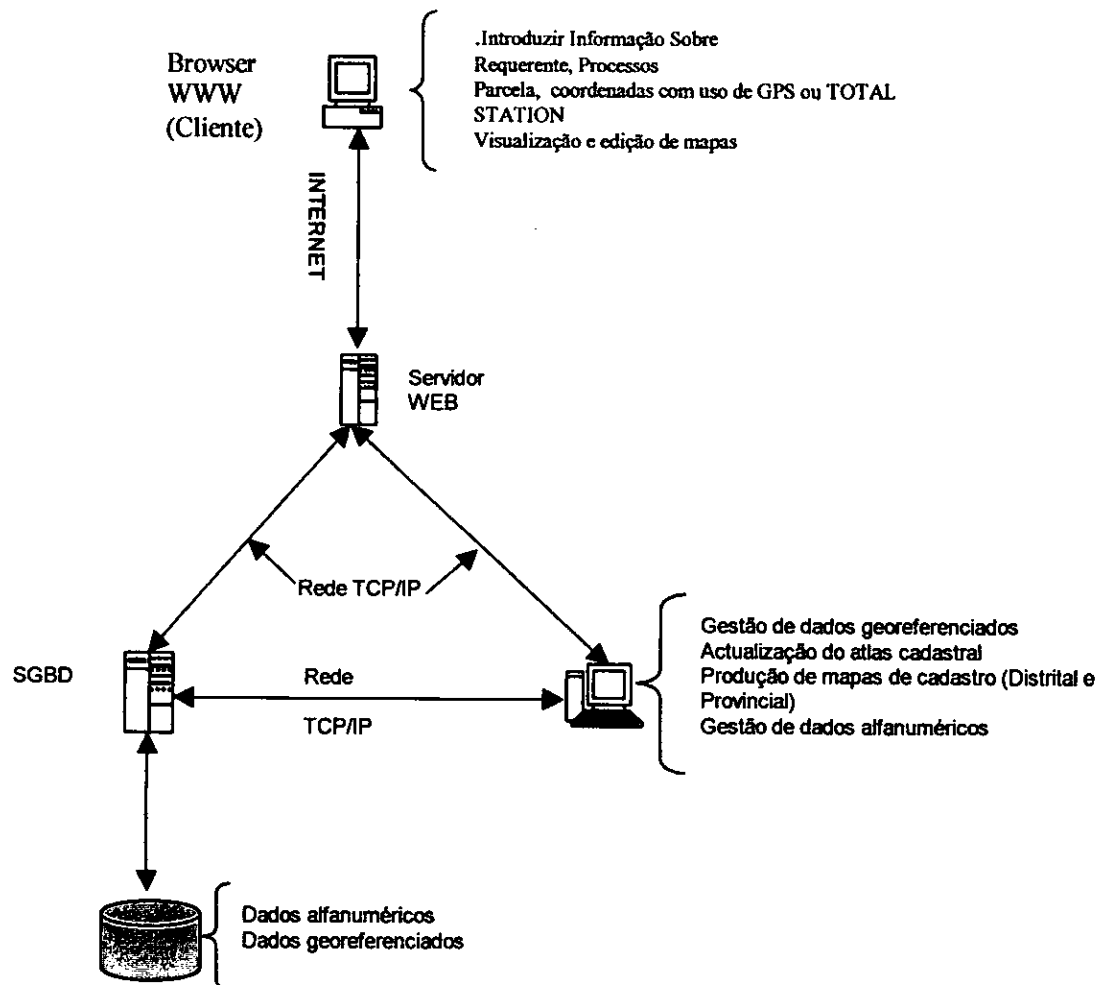 Browser
WWW
(Cliente)
.Introduzir Informação Sobre
Requerente, Processos
Parcela, coordenadas com uso de GPS ou TOTAL
STATION
Visualização e edição de mapas
INTERNET
Servidor
WEB
Rede TCP/IP
SGBD
Rede
TCP/IP
Gestão de dados georeferenciados
Actualização do atlas cadastral
Produção de mapas de cadastro (Distrital e
Provincial)
Gestão de dados alfanuméricos
Dados alfanuméricos
Dados georeferenciados